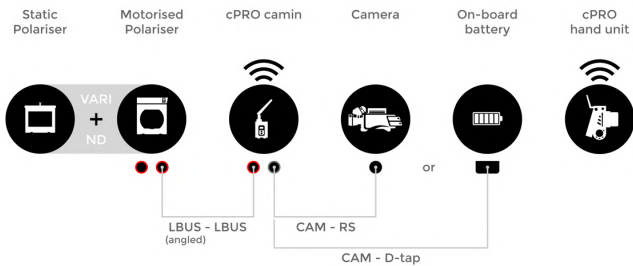 Static
Polariser
Motorised
Polariser
cPRO camin
Camera
On-board
battery
cPRO
hand unit
VARI
+
ND
or
LBUS - LBUS
(angled)
CAM - RS
CAM - D-tap